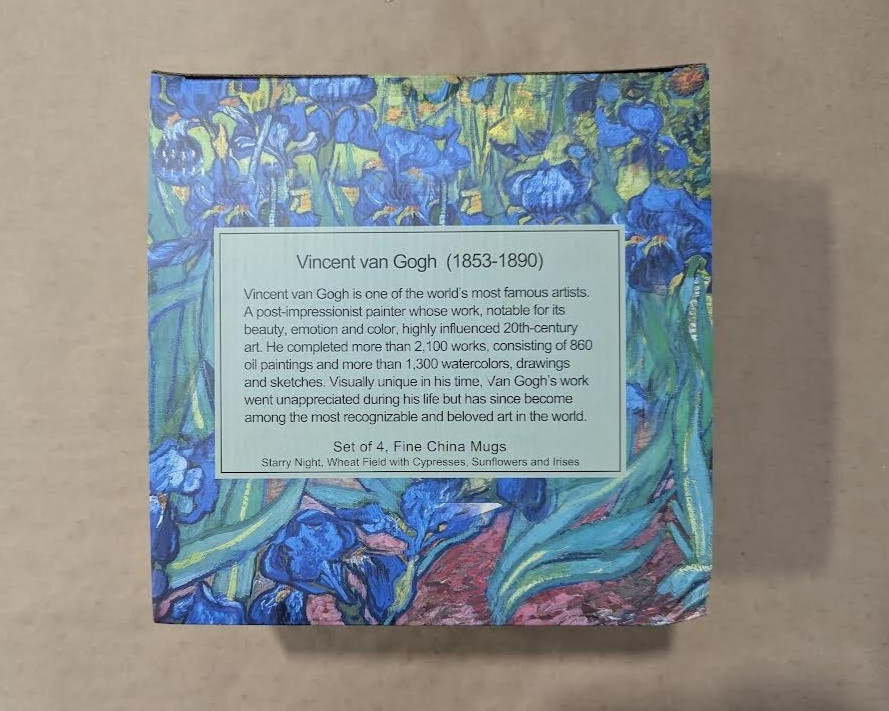 Vincent van Gogh (1853-1890)
Vincent van Gogh is one of the world's most famous artists.
A post-impressionist painter whose work, notable for its
beauty, emotion and color, highly influenced 20th-century
art. He completed more than 2,100 works, consisting of 860
oil paintings and more than 1,300 watercolors, drawings
and sketches. Visually unique in his time, Van Gogh's work
went unappreciated during his life but has since become
among the most recognizable and beloved art in the world.
Set of 4, Fine China Mugs
Starry Night, Wheat Field with Cypresses, Sunflowers and Irises